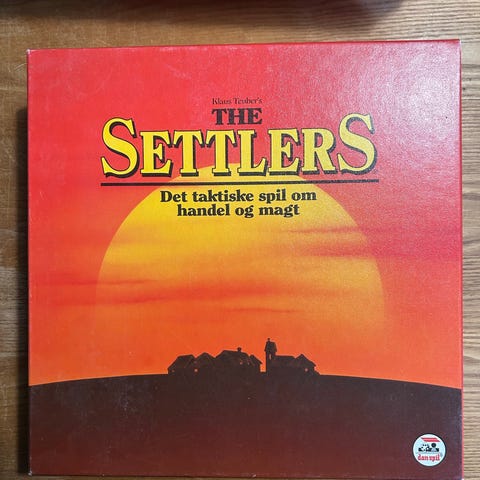 Klaus Teuber's
THE
SETTLERS
Det taktiske spil om
handel og magt
dan spil